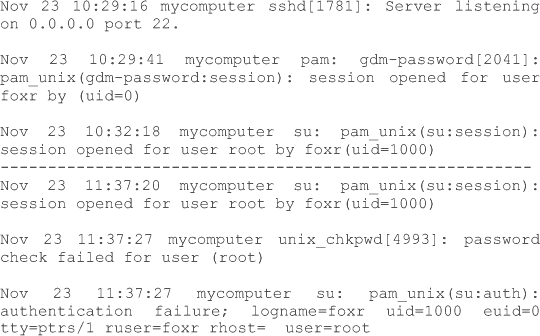 Nov 23 10:29:16 mycomputer sshd[1781]: Server listening
on 0.0.0.0 port 22.
Nov 23 10:29:41 mycomputer pam: gdm-password[2041]:
pam_unix(gdm-password:session): session opened for user
foxr by (uid=0)
Nov 23 10:32:18 mycomputer su: pam_unix(su:session):
session opened for user root by foxr(uid=1000)
-------------------------------------------------------
Nov 23 11:37:20 mycomputer su: pam_unix(su:session):
session opened for user root by foxr(uid=1000)
Nov 23 11:37:27 mycomputer unix_chkpwd[4993]: password
check failed for user (root)
Nov 23 11:37:27 mycomputer su: pam_unix(su:auth):
authentication failure; logname=foxr uid=1000 euid=0
tty=ptrs/1 ruser=foxr rhost= user=root